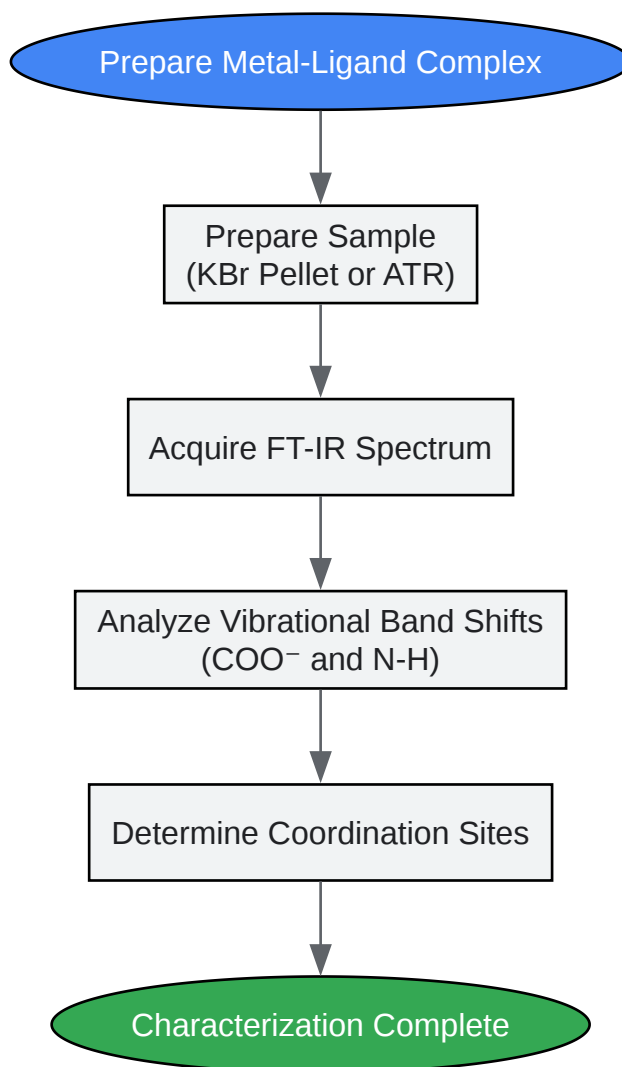 Prepare Metal-Ligand Complex
Prepare Sample
(KBr Pellet or ATR)
Acquire FT-IR Spectrum
Analyze Vibrational Band Shifts
(COO⁻ and N-H)
Determine Coordination Sites
Characterization Complete